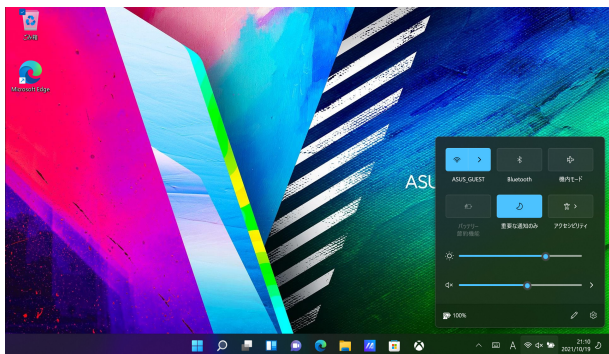 ごみ箱
Microsoft Edge
ASU
ASUS_GUEST
Bluetooth
機内モード
バッテリー
節約機能
重要な通知のみ
アクセシビリティ
100%
A
21:10
2021/10/19